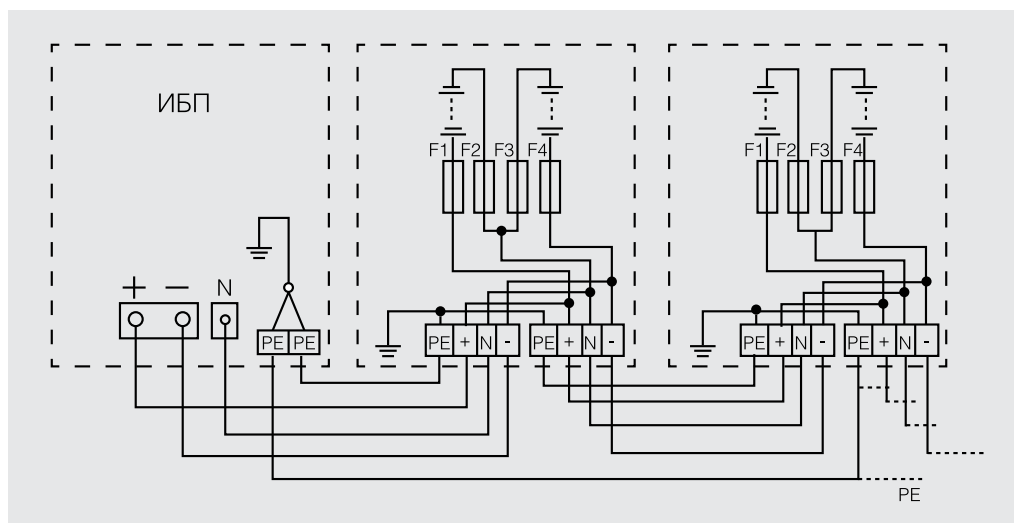 ИБП
F1 F2 F3 F4
F1 F2 F3 F4
+ — N
PE PE
PE + N - PE + N -
PE + N - PE + N -
PE